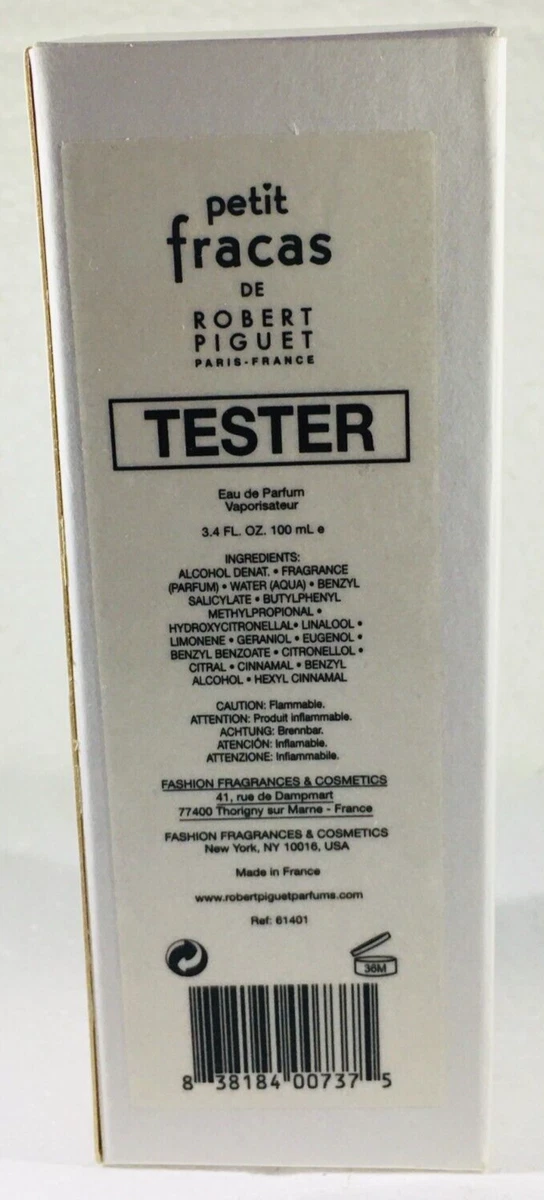 petit
fracas
DE
ROBERT
PIGUET
PARIS-FRANCE
TESTER
Eau de Parfum
Vaporisateur
3.4 FL. OZ. 100 mL e
INGREDIENTS:
ALCOHOL DENAT. • FRAGRANCE
(PARFUM) • WATER (AQUA) • BENZYL
SALICYLATE • BUTYLPHENYL
METHYLPROPIONAL •
HYDROXYCITRONELLAL• LINALOOL •
LIMONENE • GERANIOL • EUGENOL •
BENZYL BENZOATE • CITRONELLOL •
CITRAL • CINNAMAL • BENZYL
ALCOHOL • HEXYL CINNAMAL
CAUTION: Flammable.
ATTENTION: Produit inflammable.
ACHTUNG: Brennbar.
ATENCIÓN: Inflamable.
ATTENZIONE: Infiammabile.
FASHION FRAGRANCES & COSMETICS
41, rue de Dampmart
77400 Thorigny sur Marne - France
FASHION FRAGRANCES & COSMETICS
New York, NY 10016, USA
Made in France
www.robertpiguetparfums.com
Ref: 61401
36M
8 38184 00737 5